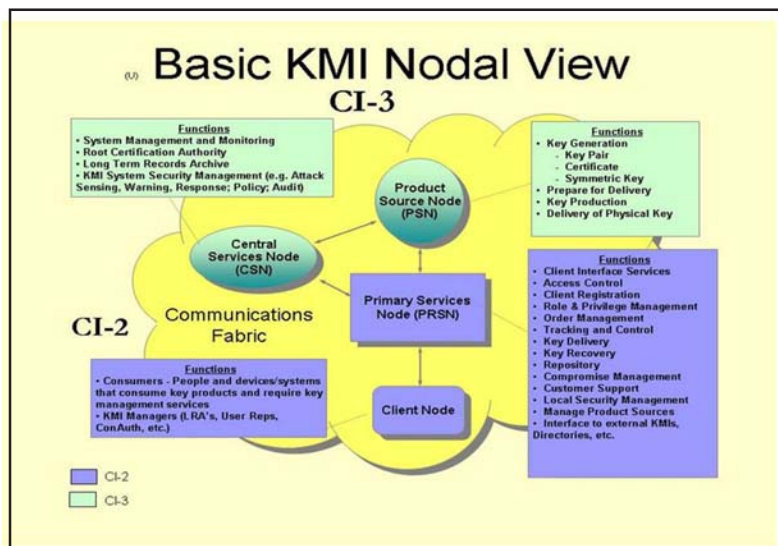 (U) Basic KMI Nodal View
CI-3
Functions
• System Management and Monitoring
• Root Certification Authority
• Long Term Records Archive
• KMI System Security Management (e.g. Attack
Sensing, Warning, Response; Policy; Audit)
Functions
• Key Generation
- Key Pair
- Certificate
- Symmetric Key
• Prepare for Delivery
• Key Production
• Delivery of Physical Key
Product
Source Node
(PSN)
Central
Services Node
(CSN)
Primary Services
Node (PRSN)
Communications
Fabric
CI-2
Functions
• Client Interface Services
• Access Control
• Client Registration
• Role & Privilege Management
• Order Management
• Tracking and Control
• Key Delivery
• Key Recovery
• Repository
• Compromise Management
• Customer Support
• Local Security Management
• Manage Product Sources
• Interface to external KMIs,
Directories, etc.
Functions
• Consumers - People and devices/systems
that consume key products and require key
management services
• KMI Managers (LRA's, User Reps,
ConAuth, etc.)
Client Node
CI-2
CI-3